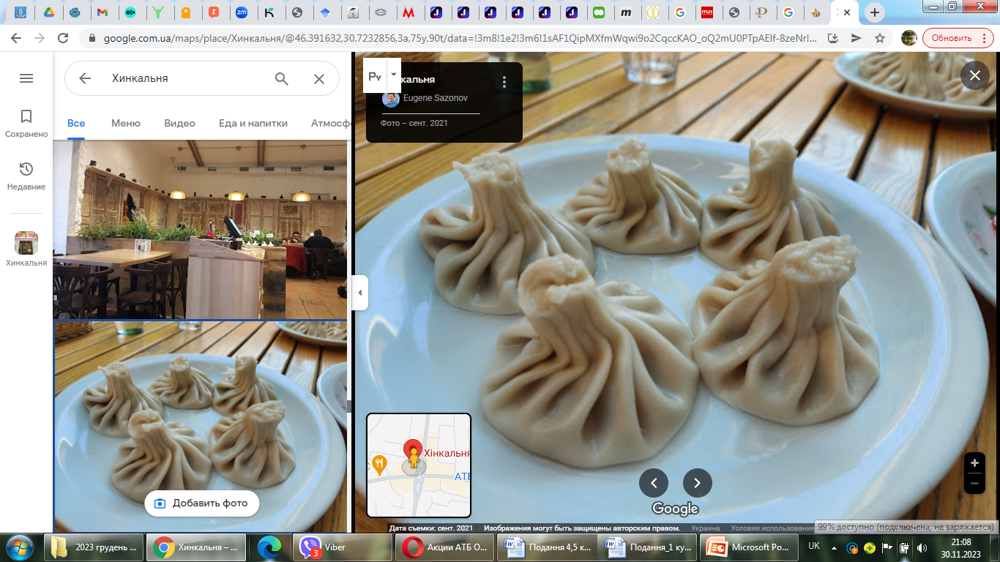 google.com.ua/maps/place/Хинкальня/@46.391632,30.7232856,3a,75y,90t/data=!3m8!1e2!3m6!1sAF1QipMXfmWqwi9o2CqccKAO_oQ2mU0PTpAElf-8zeNr!...
Обновить
Хинкальня
Все Меню Видео Еда и напитки Атмосф
Сохранено
Недавние
Хинкальня
Добавить фото
Ру
кальня
Eugene Sazonov
Фото – сент. 2021
Хінкальня
АТБ
Google
Дата съемки: сент. 2021 Изображения могут быть защищены авторским правом. Украина Условия использования
99% доступно (подключена, не заряжается)
2023 грудень ...
Хинкальня – ...
Viber
3
Акции АТБ О...
Подання 4,5 к...
Подання_1 ку...
Microsoft Po...
UK
21:08
30.11.2023